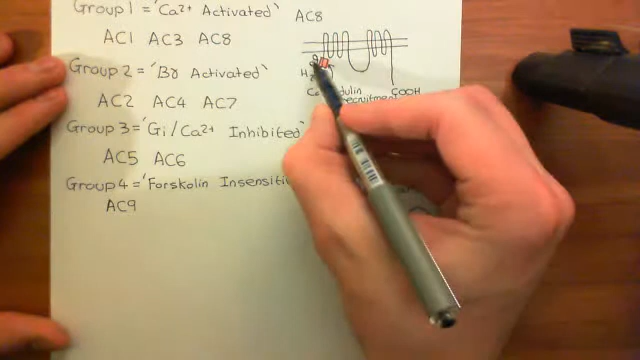 Group 1 = 'Ca²⁺ Activated'
AC8
AC1 AC3 AC8
Group 2 = 'Bγ Activated'
COOH
recruitment
AC2 AC4 AC7
Group 3 = 'Gi/Ca²⁺ Inhibited'
AC5 AC6
Group 4 = 'Forskolin
AC9